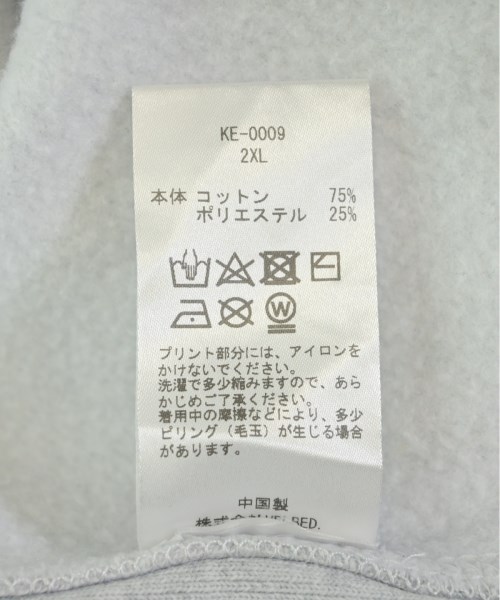 KE-0009
2XL
本体 コットン 75%
ポリエステル 25%
W
プリント部分には、アイロンを
かけないでください。
洗濯で多少縮みますので、あら
かじめご了承ください。
着用中の摩擦などにより、多少
ピリング(毛玉)が生じる場合
があります。
中国製
株式会社